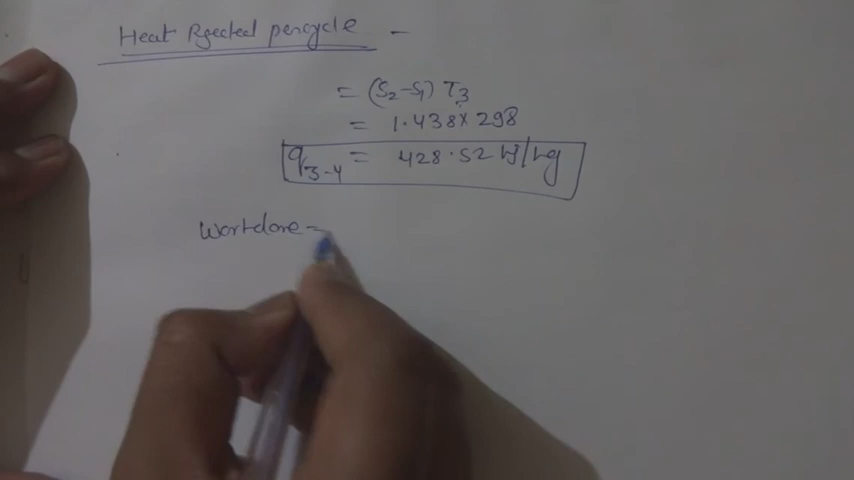 Heat Rejected percycle -
= (S₂-S₁) T₃
= 1.438 x 298
q₃₋₄ = 428.52 kJ/kg
Workdone =